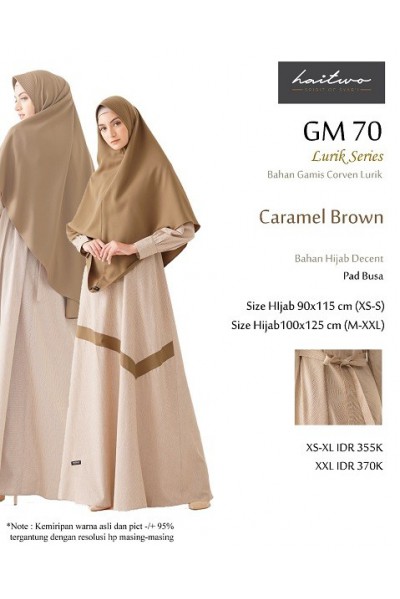 haitwo
GM 70
Lurik Series
Bahan Gamis Corven Lurik
Caramel Brown
Bahan Hijab Decent
Pad Busa
Size HIjab 90x115 cm (XS-S)
Size Hijab100x125 cm (M-XXL)
XS-XL IDR 355K
XXL IDR 370K
*Note : Kemiripan warna asli dan pict -/+ 95%
tergantung dengan resolusi hp masing-masing